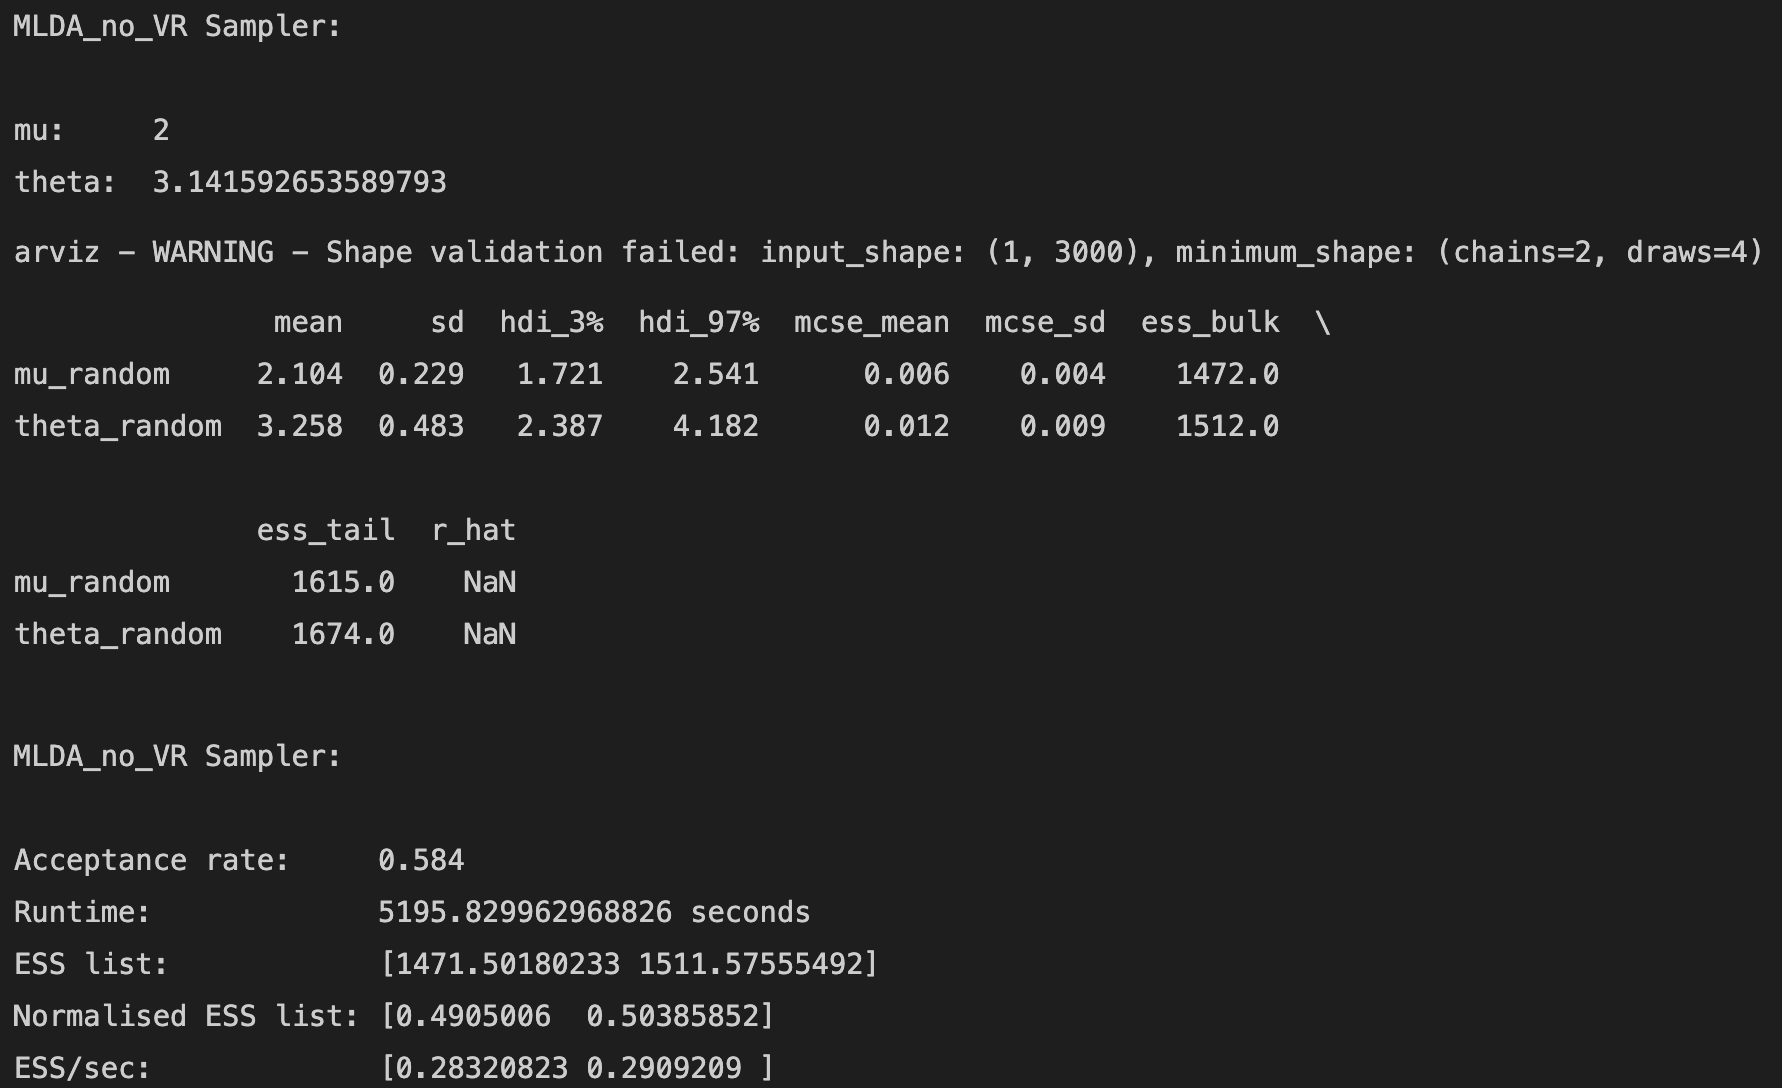 MLDA_no_VR Sampler:
mu:     2
theta:  3.141592653589793
arviz - WARNING - Shape validation failed: input_shape: (1, 3000), minimum_shape: (chains=2, draws=4)
               mean     sd  hdi_3%  hdi_97%  mcse_mean  mcse_sd  ess_bulk  \
mu_random     2.104  0.229   1.721    2.541      0.006    0.004    1472.0
theta_random  3.258  0.483   2.387    4.182      0.012    0.009    1512.0
              ess_tail  r_hat
mu_random       1615.0    NaN
theta_random    1674.0    NaN
MLDA_no_VR Sampler:
Acceptance rate:     0.584
Runtime:             5195.829962968826 seconds
ESS list:            [1471.50180233 1511.57555492]
Normalised ESS list: [0.4905006  0.50385852]
ESS/sec:             [0.28320823 0.2909209 ]